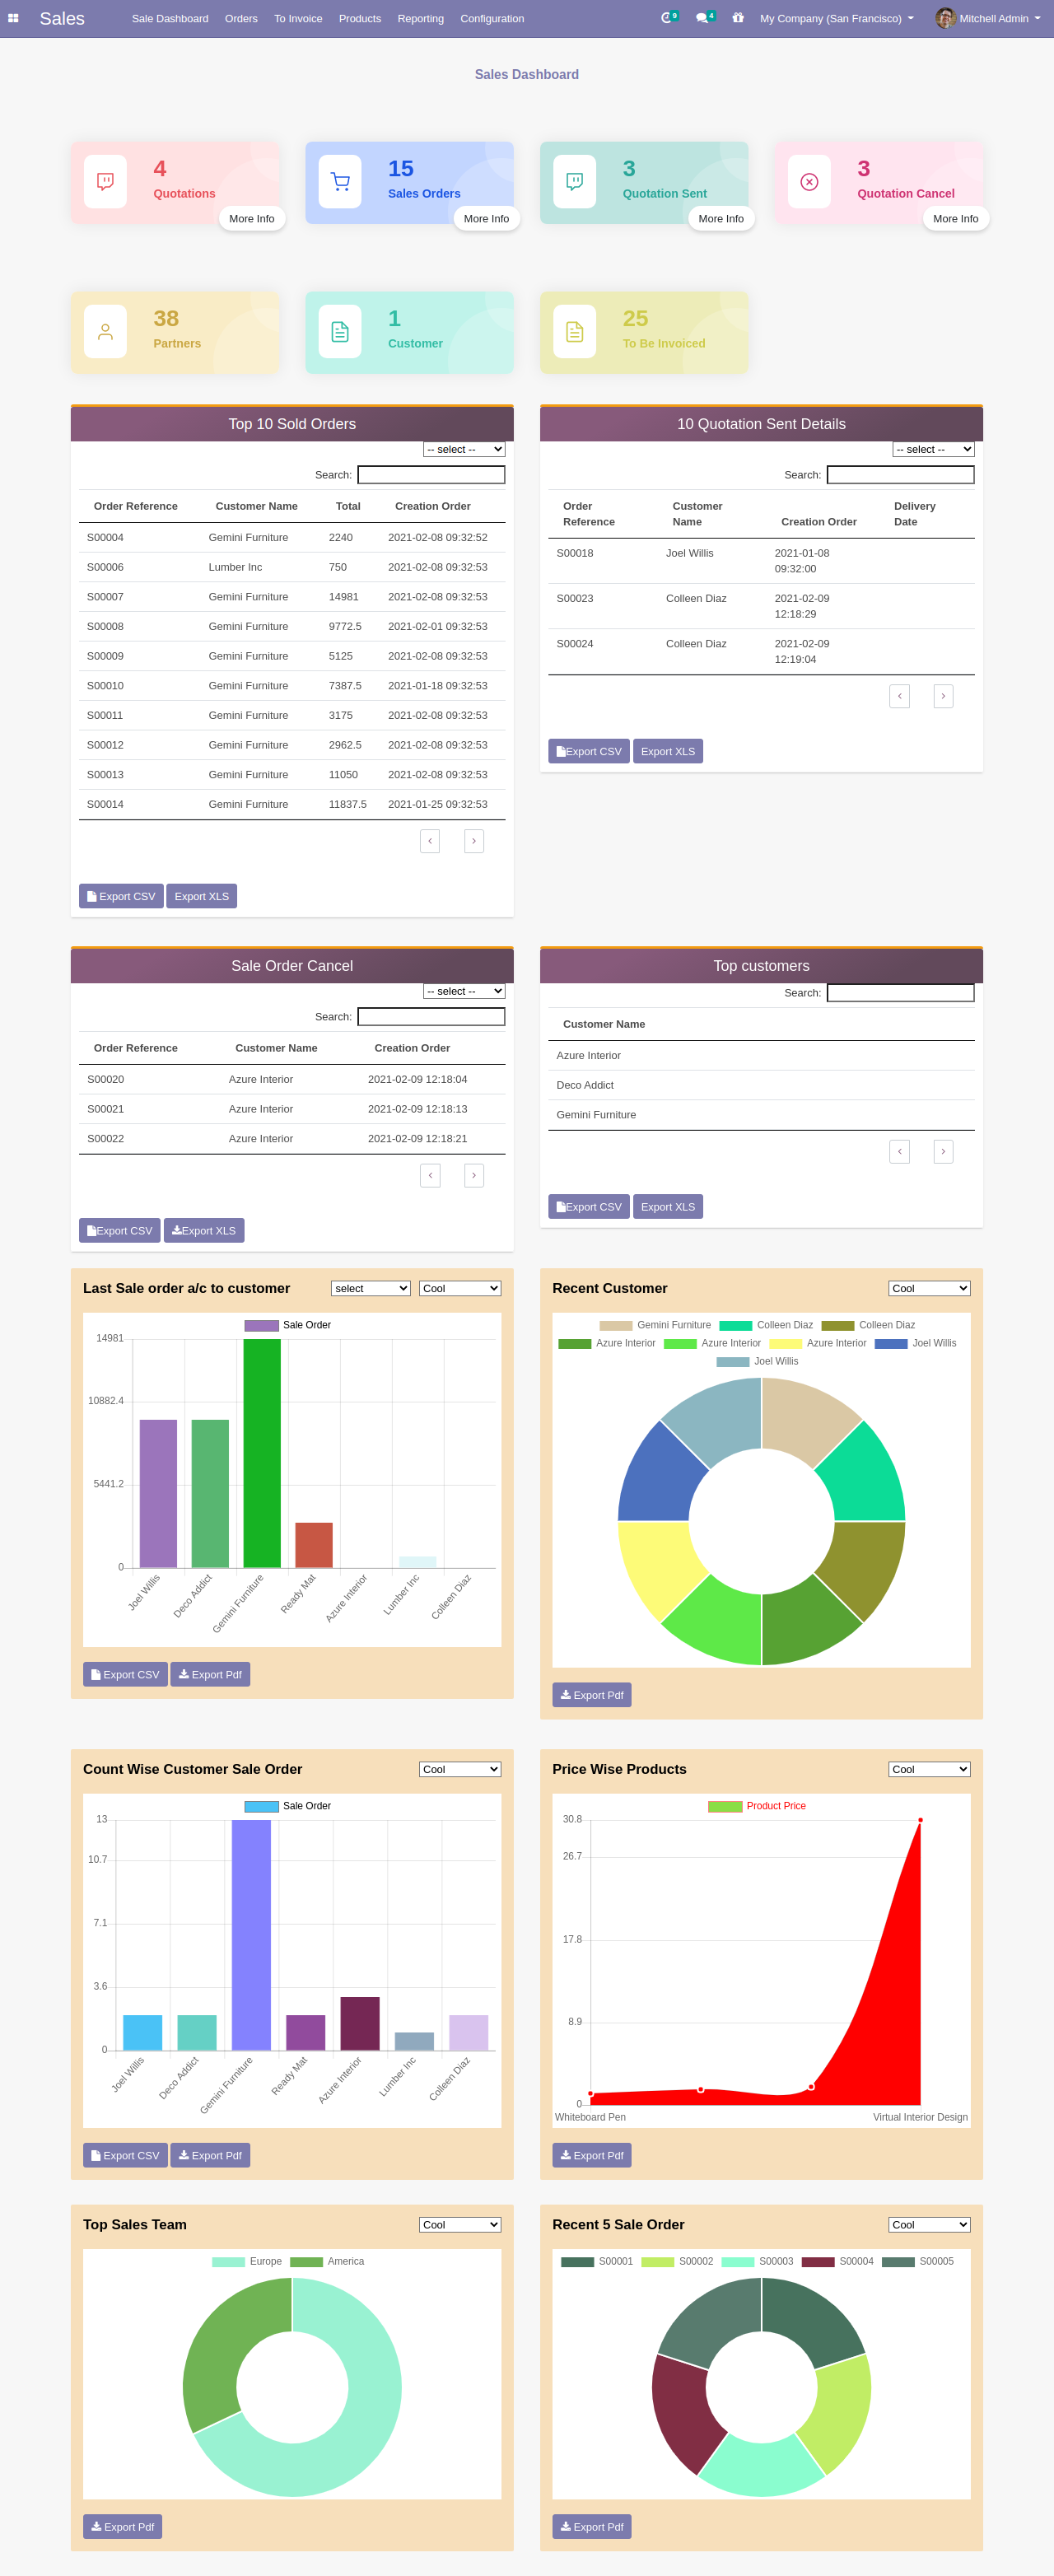 Sales Sale Dashboard Orders To Invoice Products Reporting Configuration 9 4 My Company (San Francisco) Mitchell Admin
Sales Dashboard
4
Quotations
More Info
15
Sales Orders
More Info
3
Quotation Sent
More Info
3
Quotation Cancel
More Info
38
Partners
1
Customer
25
To Be Invoiced
Top 10 Sold Orders
-- select --
Search:
Order Reference Customer Name Total Creation Order
S00004 Gemini Furniture 2240 2021-02-08 09:32:52
S00006 Lumber Inc 750 2021-02-08 09:32:53
S00007 Gemini Furniture 14981 2021-02-08 09:32:53
S00008 Gemini Furniture 9772.5 2021-02-01 09:32:53
S00009 Gemini Furniture 5125 2021-02-08 09:32:53
S00010 Gemini Furniture 7387.5 2021-01-18 09:32:53
S00011 Gemini Furniture 3175 2021-02-08 09:32:53
S00012 Gemini Furniture 2962.5 2021-02-08 09:32:53
S00013 Gemini Furniture 11050 2021-02-08 09:32:53
S00014 Gemini Furniture 11837.5 2021-01-25 09:32:53
‹ ›
Export CSV Export XLS
10 Quotation Sent Details
-- select --
Search:
Order Customer Delivery
Reference Name Creation Order Date
S00018 Joel Willis 2021-01-08
09:32:00
S00023 Colleen Diaz 2021-02-09
12:18:29
S00024 Colleen Diaz 2021-02-09
12:19:04
‹ ›
Export CSV Export XLS
Sale Order Cancel
-- select --
Search:
Order Reference Customer Name Creation Order
S00020 Azure Interior 2021-02-09 12:18:04
S00021 Azure Interior 2021-02-09 12:18:13
S00022 Azure Interior 2021-02-09 12:18:21
‹ ›
Export CSV Export XLS
Top customers
Search:
Customer Name
Azure Interior
Deco Addict
Gemini Furniture
‹ ›
Export CSV Export XLS
Last Sale order a/c to customer select Cool
Sale Order
14981
10882.4
5441.2
0
Joel Willis Deco Addict Gemini Furniture Ready Mat Azure Interior Lumber Inc Colleen Diaz
Export CSV Export Pdf
Recent Customer Cool
Gemini Furniture Colleen Diaz Colleen Diaz
Azure Interior Azure Interior Azure Interior Joel Willis
Joel Willis
Export Pdf
Count Wise Customer Sale Order Cool
Sale Order
13
10.7
7.1
3.6
0
Joel Willis Deco Addict Gemini Furniture Ready Mat Azure Interior Lumber Inc Colleen Diaz
Export CSV Export Pdf
Price Wise Products Cool
Product Price
30.8
26.7
17.8
8.9
0
Whiteboard Pen Virtual Interior Design
Export Pdf
Top Sales Team Cool
Europe America
Export Pdf
Recent 5 Sale Order Cool
S00001 S00002 S00003 S00004 S00005
Export Pdf